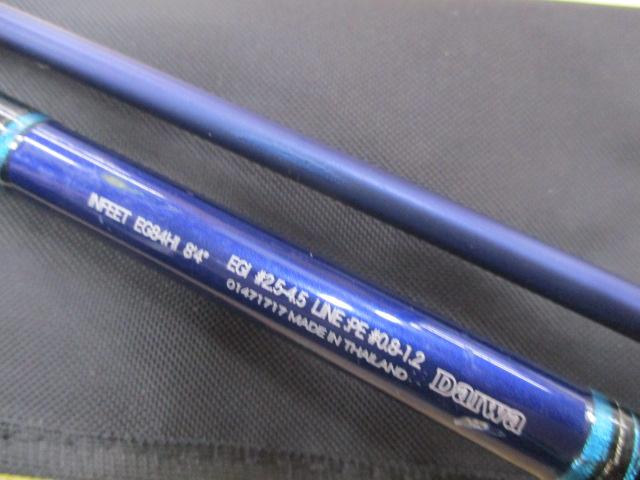 INFEET EG84HI 8'4" EGI #2.5-4.5 LINE :PE #0.8-1.2
01471717 MADE IN THAILAND
Daiwa